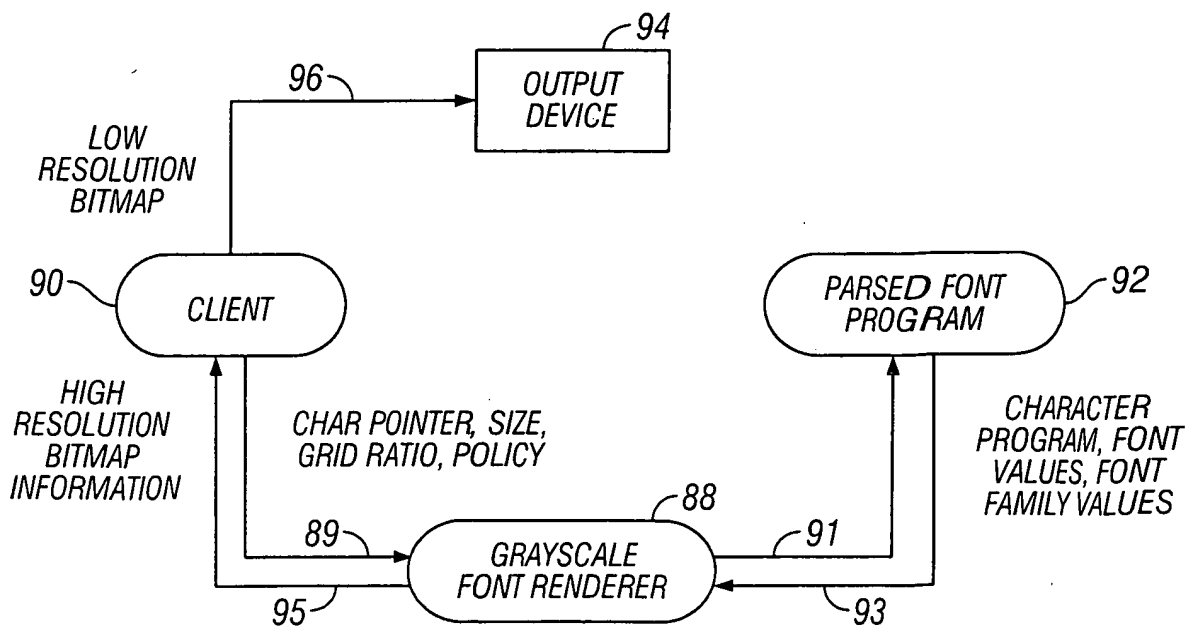 94
96
OUTPUT
DEVICE
LOW
RESOLUTION
BITMAP
90
CLIENT
PARSED FONT
PROGRAM
92
HIGH
RESOLUTION
BITMAP
INFORMATION
CHAR POINTER, SIZE,
GRID RATIO, POLICY
CHARACTER
PROGRAM, FONT
VALUES, FONT
FAMILY VALUES
88
89
GRAYSCALE
FONT RENDERER
91
95
93